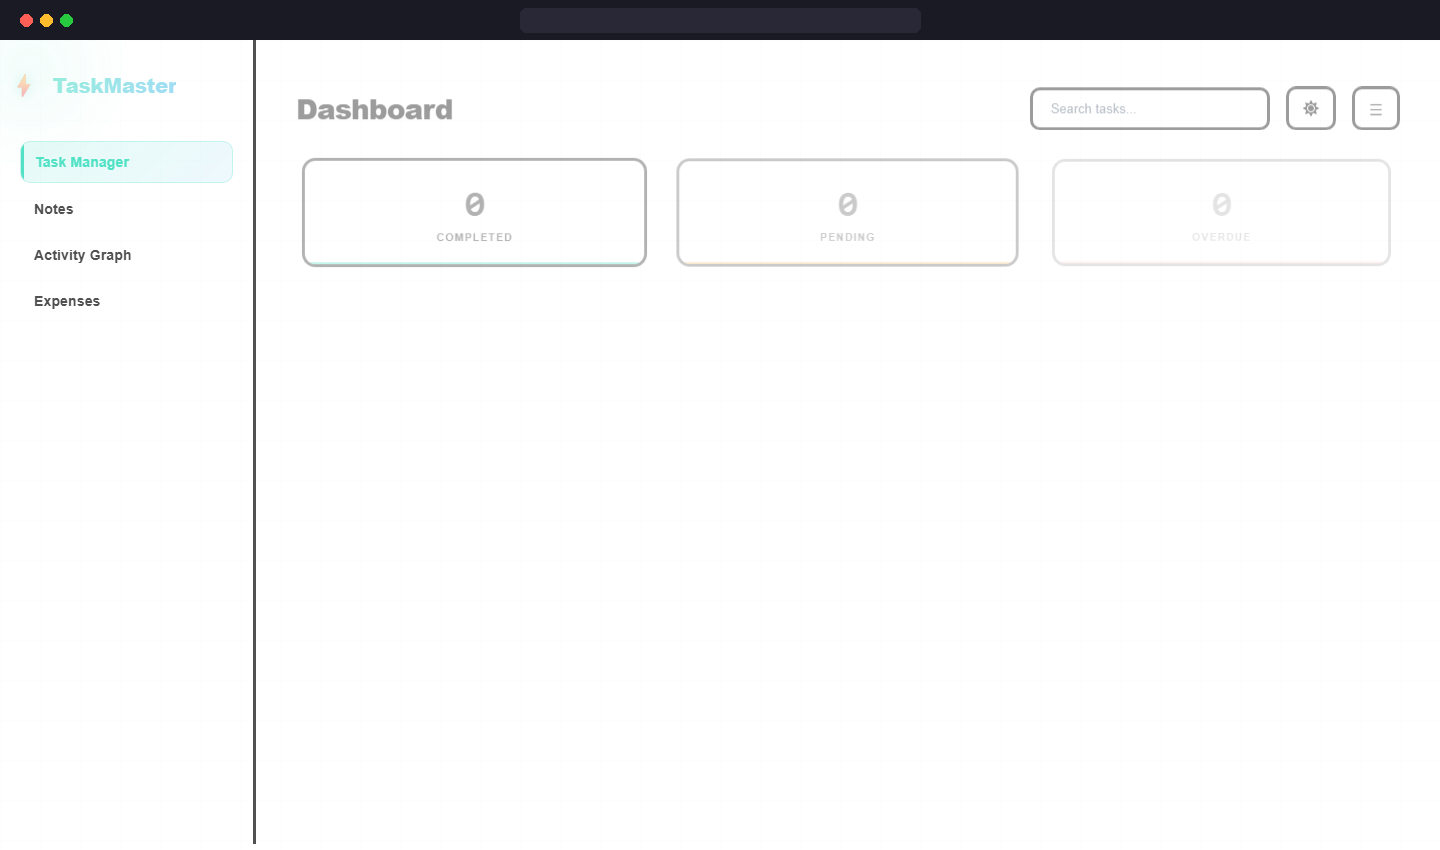 TaskMaster
Task Manager
Notes
Activity Graph
Expenses
Dashboard
Search tasks...
0
COMPLETED
0
PENDING
0
OVERDUE